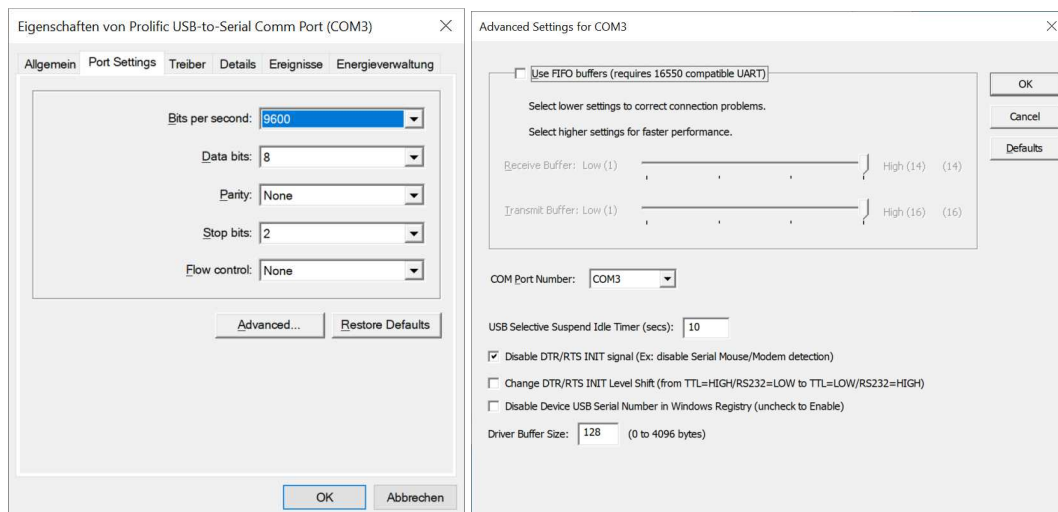 Eigenschaften von Prolific USB-to-Serial Comm Port (COM3)
Allgemein Port Settings Treiber Details Ereignisse Energieverwaltung
Bits per second: 9600
Data bits: 8
Parity: None
Stop bits: 2
Flow control: None
Advanced... Restore Defaults
OK Abbrechen
Advanced Settings for COM3
Use FIFO buffers (requires 16550 compatible UART)
OK
Select lower settings to correct connection problems.
Cancel
Select higher settings for faster performance.
Defaults
Receive Buffer: Low (1) High (14) (14)
Transmit Buffer: Low (1) High (16) (16)
COM Port Number: COM3
USB Selective Suspend Idle Timer (secs): 10
Disable DTR/RTS INIT signal (Ex: disable Serial Mouse/Modem detection)
Change DTR/RTS INIT Level Shift (from TTL=HIGH/RS232=LOW to TTL=LOW/RS232=HIGH)
Disable Device USB Serial Number in Windows Registry (uncheck to Enable)
Driver Buffer Size: 128 (0 to 4096 bytes)